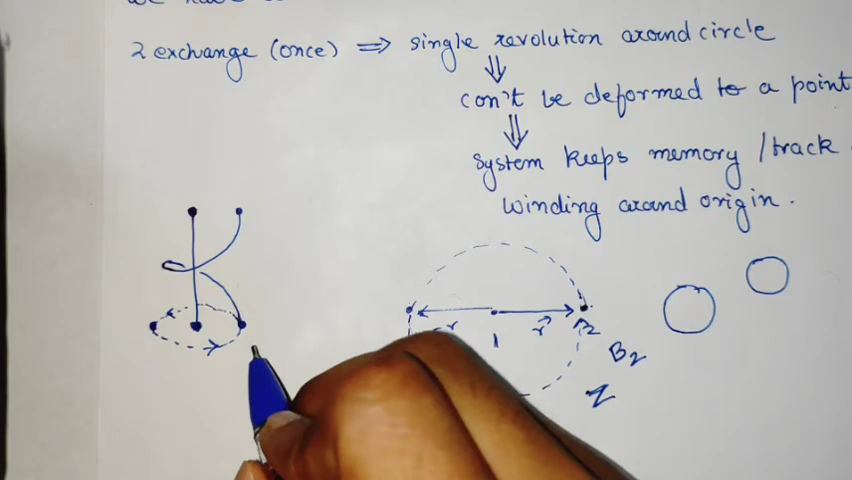 2 exchange (once) ⇒ single revolution around circle
⇓
con't be deformed to a point
⇓
system keeps memory / track
winding around origin.
r r⃗ 2
1
B2
Z